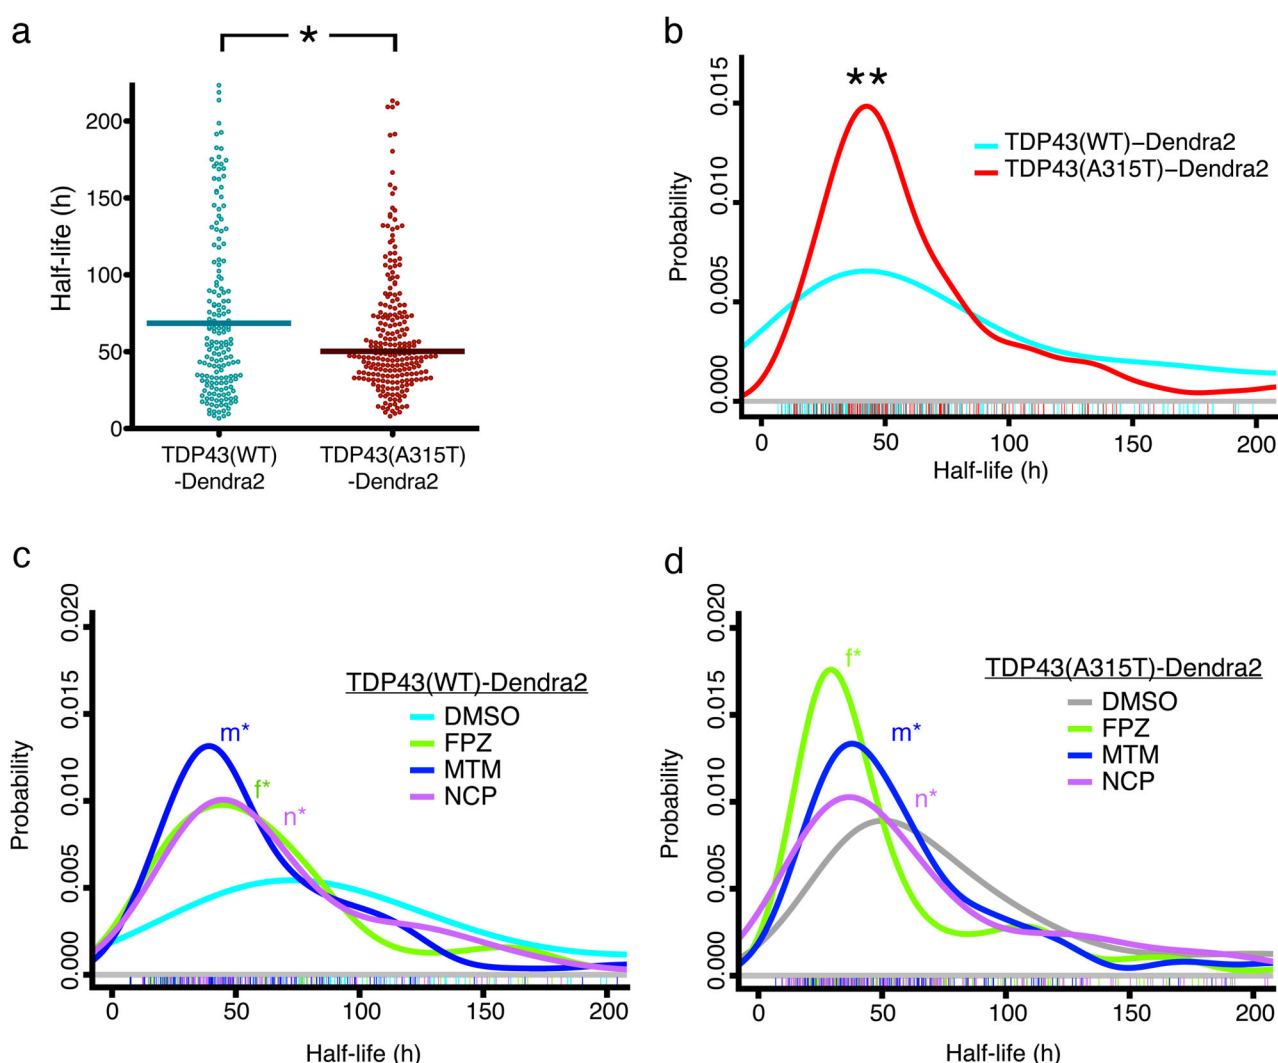 a
*
Half-life (h)
200
150
100
50
0
TDP43(WT)
-Dendra2
TDP43(A315T)
-Dendra2
b
**
Probability
0.015
0.010
0.005
0.000
TDP43(WT)–Dendra2
TDP43(A315T)–Dendra2
0 50 100 150 200
Half-life (h)
c
Probability
0.020
0.015
0.010
0.005
0.000
m*
f*
n*
TDP43(WT)-Dendra2
DMSO
FPZ
MTM
NCP
0 50 100 150 200
Half-life (h)
d
Probability
0.020
0.015
0.010
0.005
0.000
f*
m*
n*
TDP43(A315T)-Dendra2
DMSO
FPZ
MTM
NCP
0 50 100 150 200
Half-life (h)